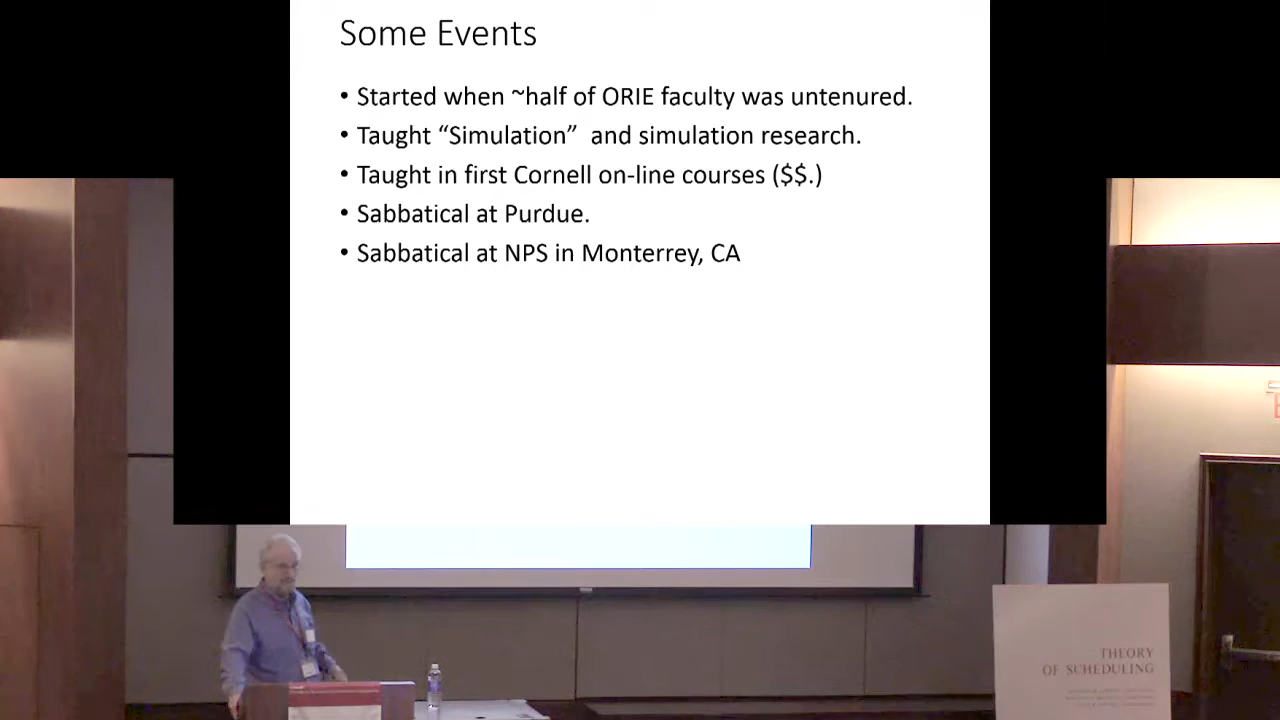 Some Events
• Started when ~half of ORIE faculty was untenured.
• Taught “Simulation”  and simulation research.
• Taught in first Cornell on-line courses ($$.)
• Sabbatical at Purdue.
• Sabbatical at NPS in Monterrey, CA
THEORY
OF SCHEDULING